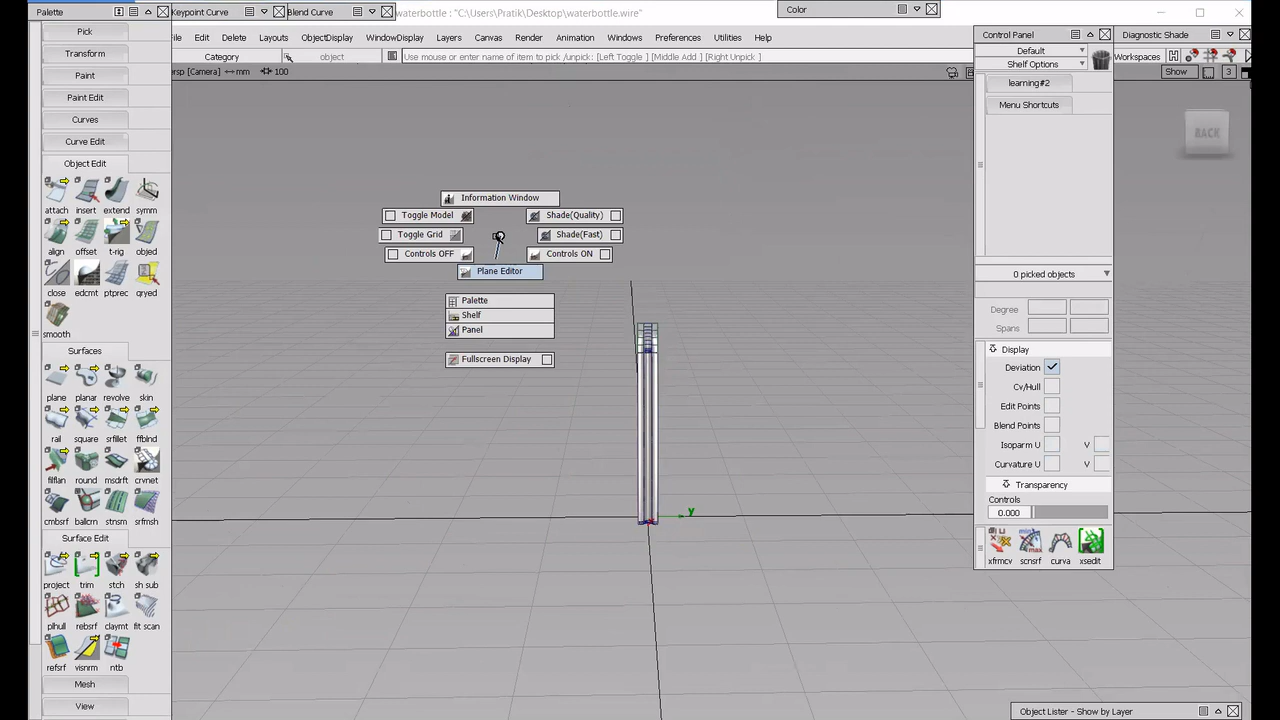 Palette
Keypoint Curve
Blend Curve
waterbottle : "C:\Users\Pratik\Desktop\waterbottle.wire"
Color
File Edit Delete Layouts ObjectDisplay WindowDisplay Layers Canvas Render Animation Windows Preferences Utilities Help
Category
object
Use mouse or enter name of item to pick /unpick: [Left Toggle ] [Middle Add ] [Right Unpick ]
[Camera] mm 100
Show
3
Pick
Transform
Paint
Paint Edit
Curves
Curve Edit
Object Edit
attach insert extend symm
align offset t-rig objed
close edcmt ptprec qryed
smooth
Surfaces
plane planar revolve skin
rail square srfillet ffblnd
filflan round msdrft crvnet
cmbsrf ballcrn stnsrn srfmsh
Surface Edit
project trim stch sh sub
plhull rebsrf claymt fit scan
refsrf visnrm ntb
Mesh
View
Information Window
Toggle Model
Shade(Quality)
Toggle Grid
Shade(Fast)
Controls OFF
Controls ON
Plane Editor
Palette
Shelf
Panel
Fullscreen Display
y
BACK
Control Panel
Default
Shelf Options
learning#2
Menu Shortcuts
0 picked objects
Degree
Spans
Display
Deviation
Cv/Hull
Edit Points
Blend Points
Isoparm U V
Curvature U V
Transparency
Controls
0.000
xfrmcv scnsrf curva xsedit
Diagnostic Shade
Workspaces
Object Lister - Show by Layer